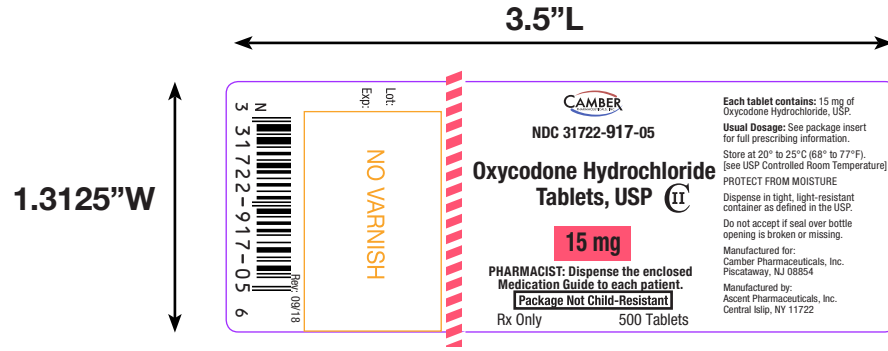 3.5”L
1.3125”W
N
3 31722-917-05 6
Rev: 09/18
Lot:
Exp:
NO VARNISH
CAMBER
PHARMACEUTICALS, INC.
NDC 31722-917-05
Oxycodone Hydrochloride
Tablets, USP CII
15 mg
PHARMACIST: Dispense the enclosed
Medication Guide to each patient.
Package Not Child-Resistant
Rx Only 500 Tablets
Each tablet contains: 15 mg of
Oxycodone Hydrochloride, USP.
Usual Dosage: See package insert
for full prescribing information.
Store at 20° to 25°C (68° to 77°F).
[see USP Controlled Room Temperature]
PROTECT FROM MOISTURE
Dispense in tight, light-resistant
container as defined in the USP.
Do not accept if seal over bottle
opening is broken or missing.
Manufactured for:
Camber Pharmaceuticals, Inc.
Piscataway, NJ 08854
Manufactured by:
Ascent Pharmaceuticals, Inc.
Central Islip, NY 11722